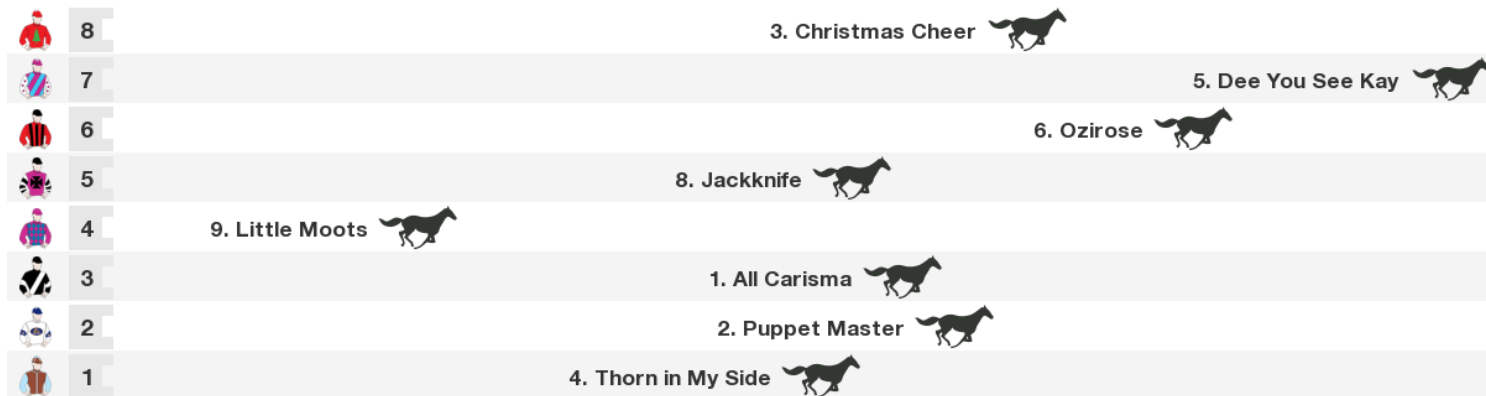 8 3. Christmas Cheer
7 5. Dee You See Kay
6 6. Ozirose
5 8. Jackknife
4 9. Little Moots
3 1. All Carisma
2 2. Puppet Master
1 4. Thorn in My Side